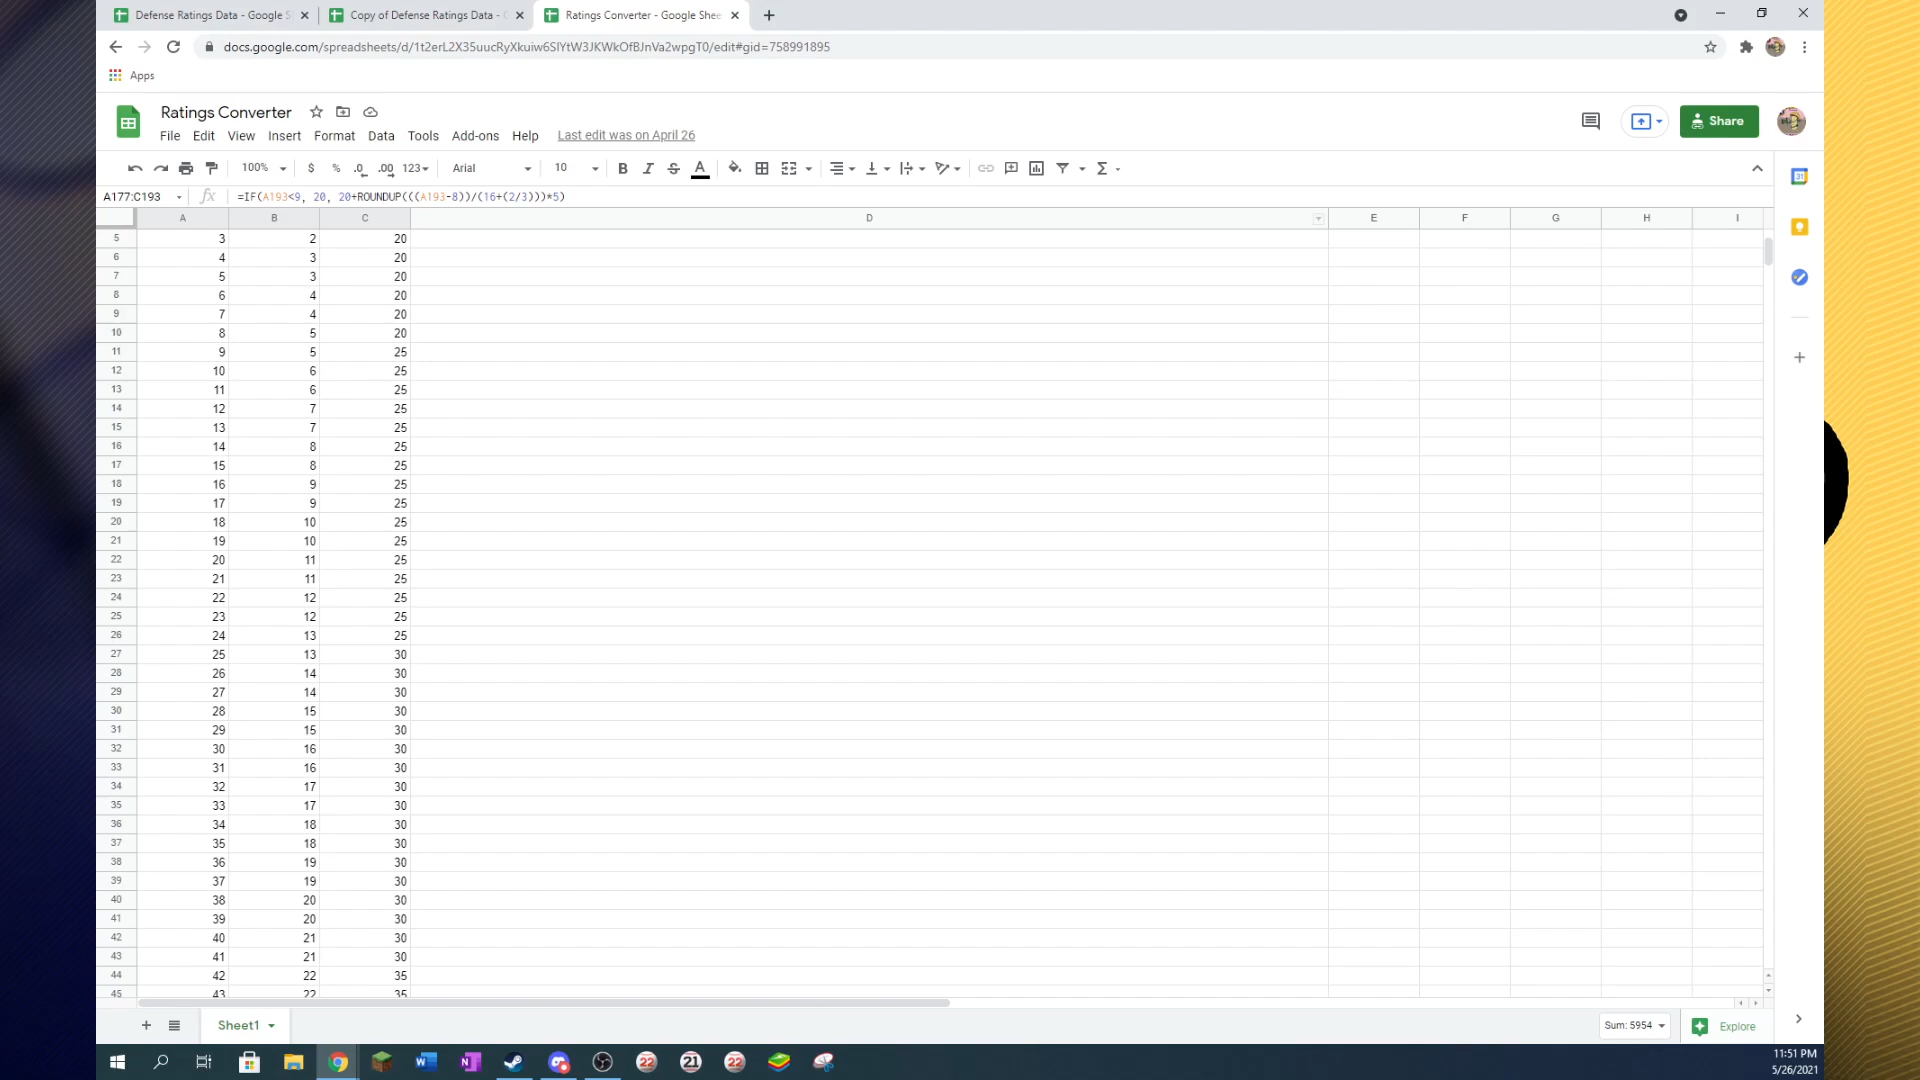 Defense Ratings Data - Google S
Copy of Defense Ratings Data -
Ratings Converter - Google Shee
docs.google.com/spreadsheets/d/1t2erL2X35uucRyXkuiw6SlYtW3JKWkOfBJnVa2wpgT0/edit#gid=758991895
Apps
Ratings Converter
File Edit View Insert Format Data Tools Add-ons Help Last edit was on April 26
Share
100% $ % .0 .00 123 Arial 10 B I S A
A177:C193 fx =IF(A193<9, 20, 20+ROUNDUP(((A193-8))/(16+(2/3)))*5)
A B C D E F G H I
5 3 2 20
6 4 3 20
7 5 3 20
8 6 4 20
9 7 4 20
10 8 5 20
11 9 5 25
12 10 6 25
13 11 6 25
14 12 7 25
15 13 7 25
16 14 8 25
17 15 8 25
18 16 9 25
19 17 9 25
20 18 10 25
21 19 10 25
22 20 11 25
23 21 11 25
24 22 12 25
25 23 12 25
26 24 13 25
27 25 13 30
28 26 14 30
29 27 14 30
30 28 15 30
31 29 15 30
32 30 16 30
33 31 16 30
34 32 17 30
35 33 17 30
36 34 18 30
37 35 18 30
38 36 19 30
39 37 19 30
40 38 20 30
41 39 20 30
42 40 21 30
43 41 21 30
44 42 22 35
45 43 22 35
Sheet1
Sum: 5954
Explore
31
22 21 22
11:51 PM
5/26/2021